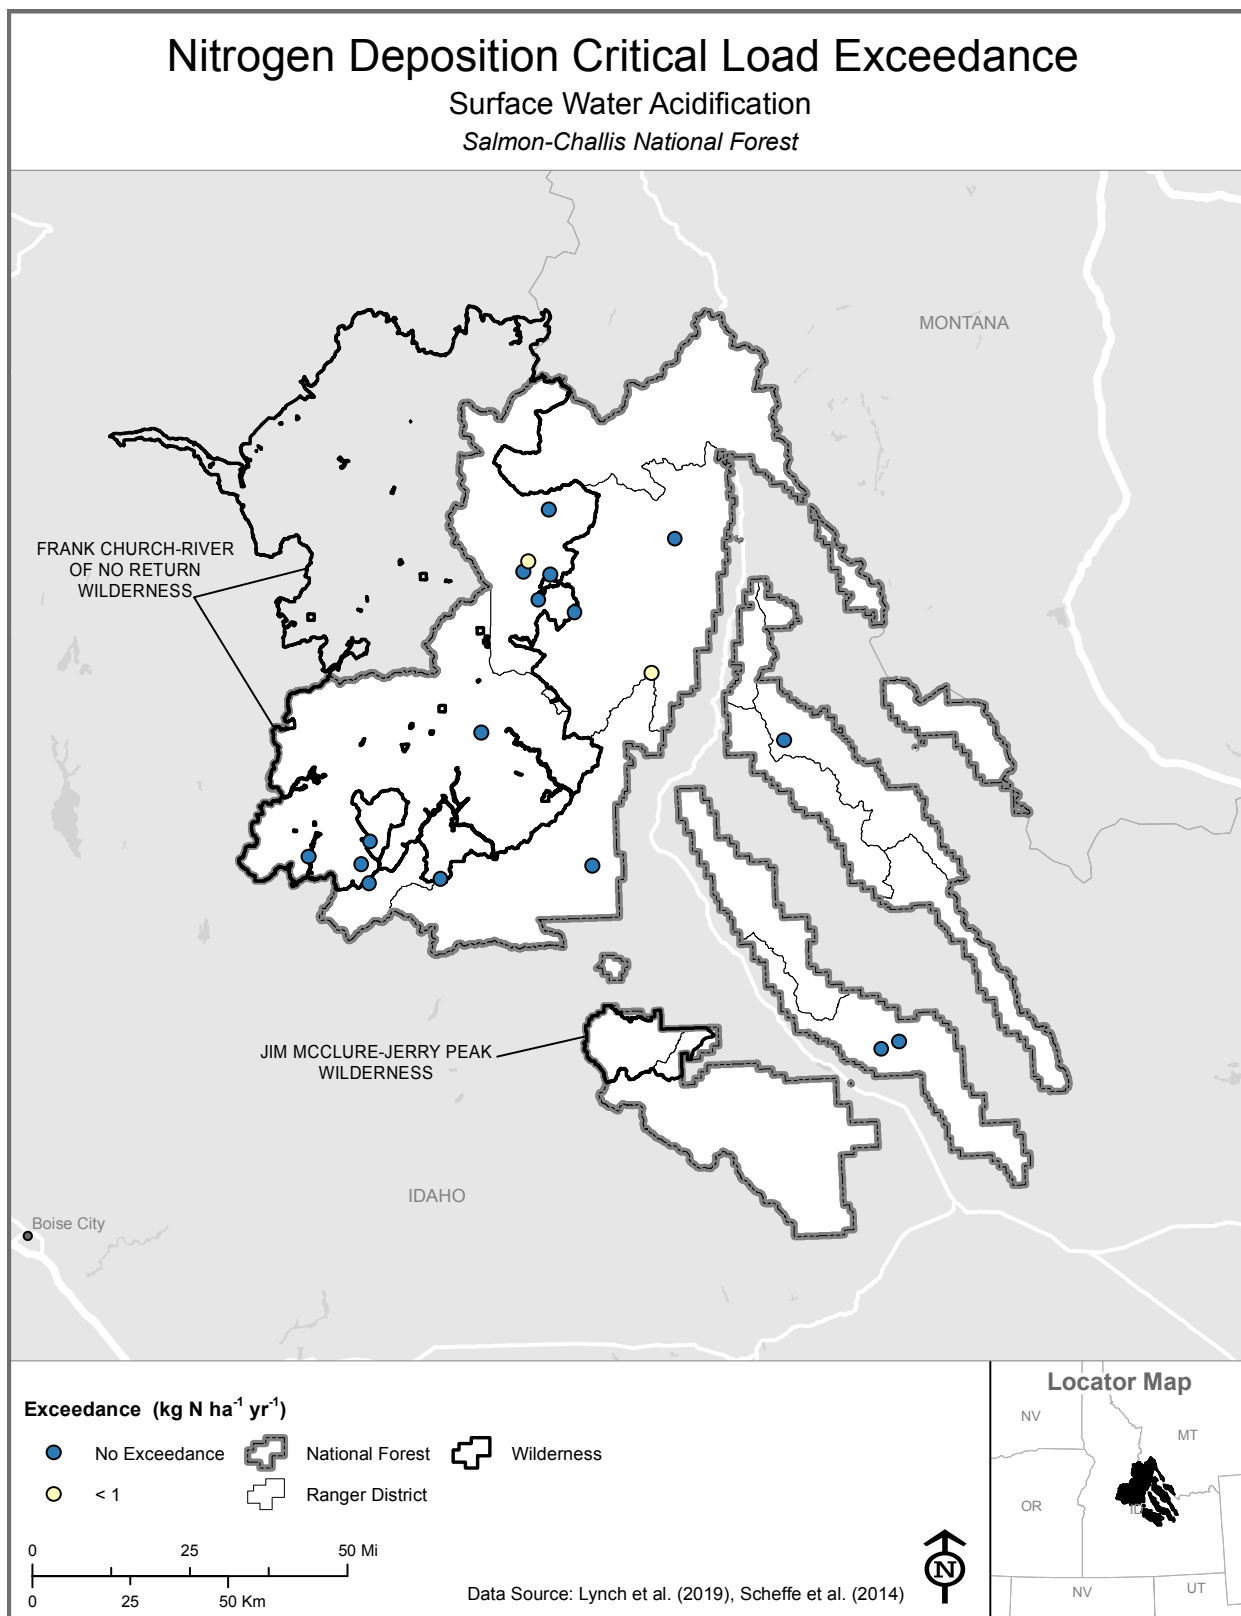 Nitrogen Deposition Critical Load Exceedance
Surface Water Acidification
Salmon-Challis National Forest
MONTANA
FRANK CHURCH-RIVER
OF NO RETURN
WILDERNESS
JIM MCCLURE-JERRY PEAK
WILDERNESS
IDAHO
Boise City
Exceedance (kg N ha-1 yr-1)
No Exceedance
National Forest
Wilderness
< 1
Ranger District
0 25 50 Mi
0 25 50 Km
Data Source: Lynch et al. (2019), Scheffe et al. (2014)
N
Locator Map
NV
MT
OR
ID
NV
UT